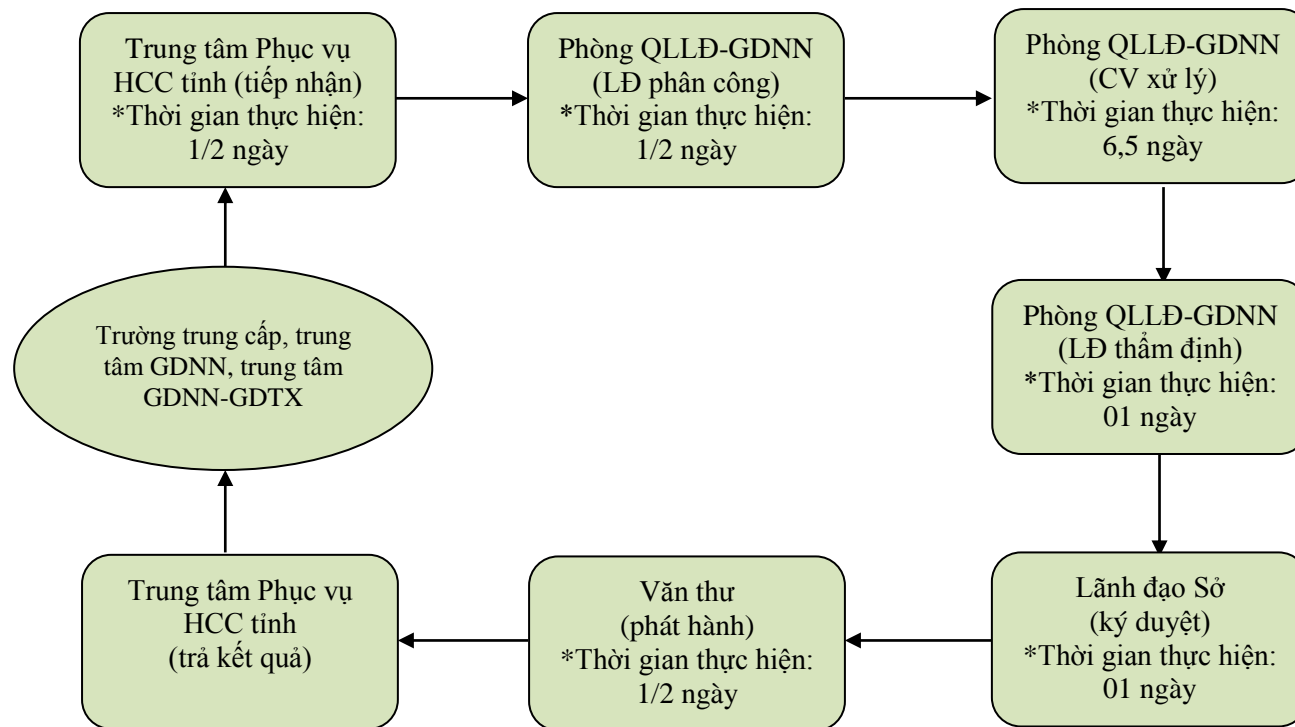 Trung tâm Phục vụ
HCC tỉnh (tiếp nhận)
*Thời gian thực hiện:
1/2 ngày
Phòng QLLĐ-GDNN
(LĐ phân công)
*Thời gian thực hiện:
1/2 ngày
Phòng QLLĐ-GDNN
(CV xử lý)
*Thời gian thực hiện:
6,5 ngày
Phòng QLLĐ-GDNN
(LĐ thẩm định)
*Thời gian thực hiện:
01 ngày
Lãnh đạo Sở
(ký duyệt)
*Thời gian thực hiện:
01 ngày
Văn thư
(phát hành)
*Thời gian thực hiện:
1/2 ngày
Trung tâm Phục vụ
HCC tỉnh
(trả kết quả)
Trường trung cấp, trung
tâm GDNN, trung tâm
GDNN-GDTX